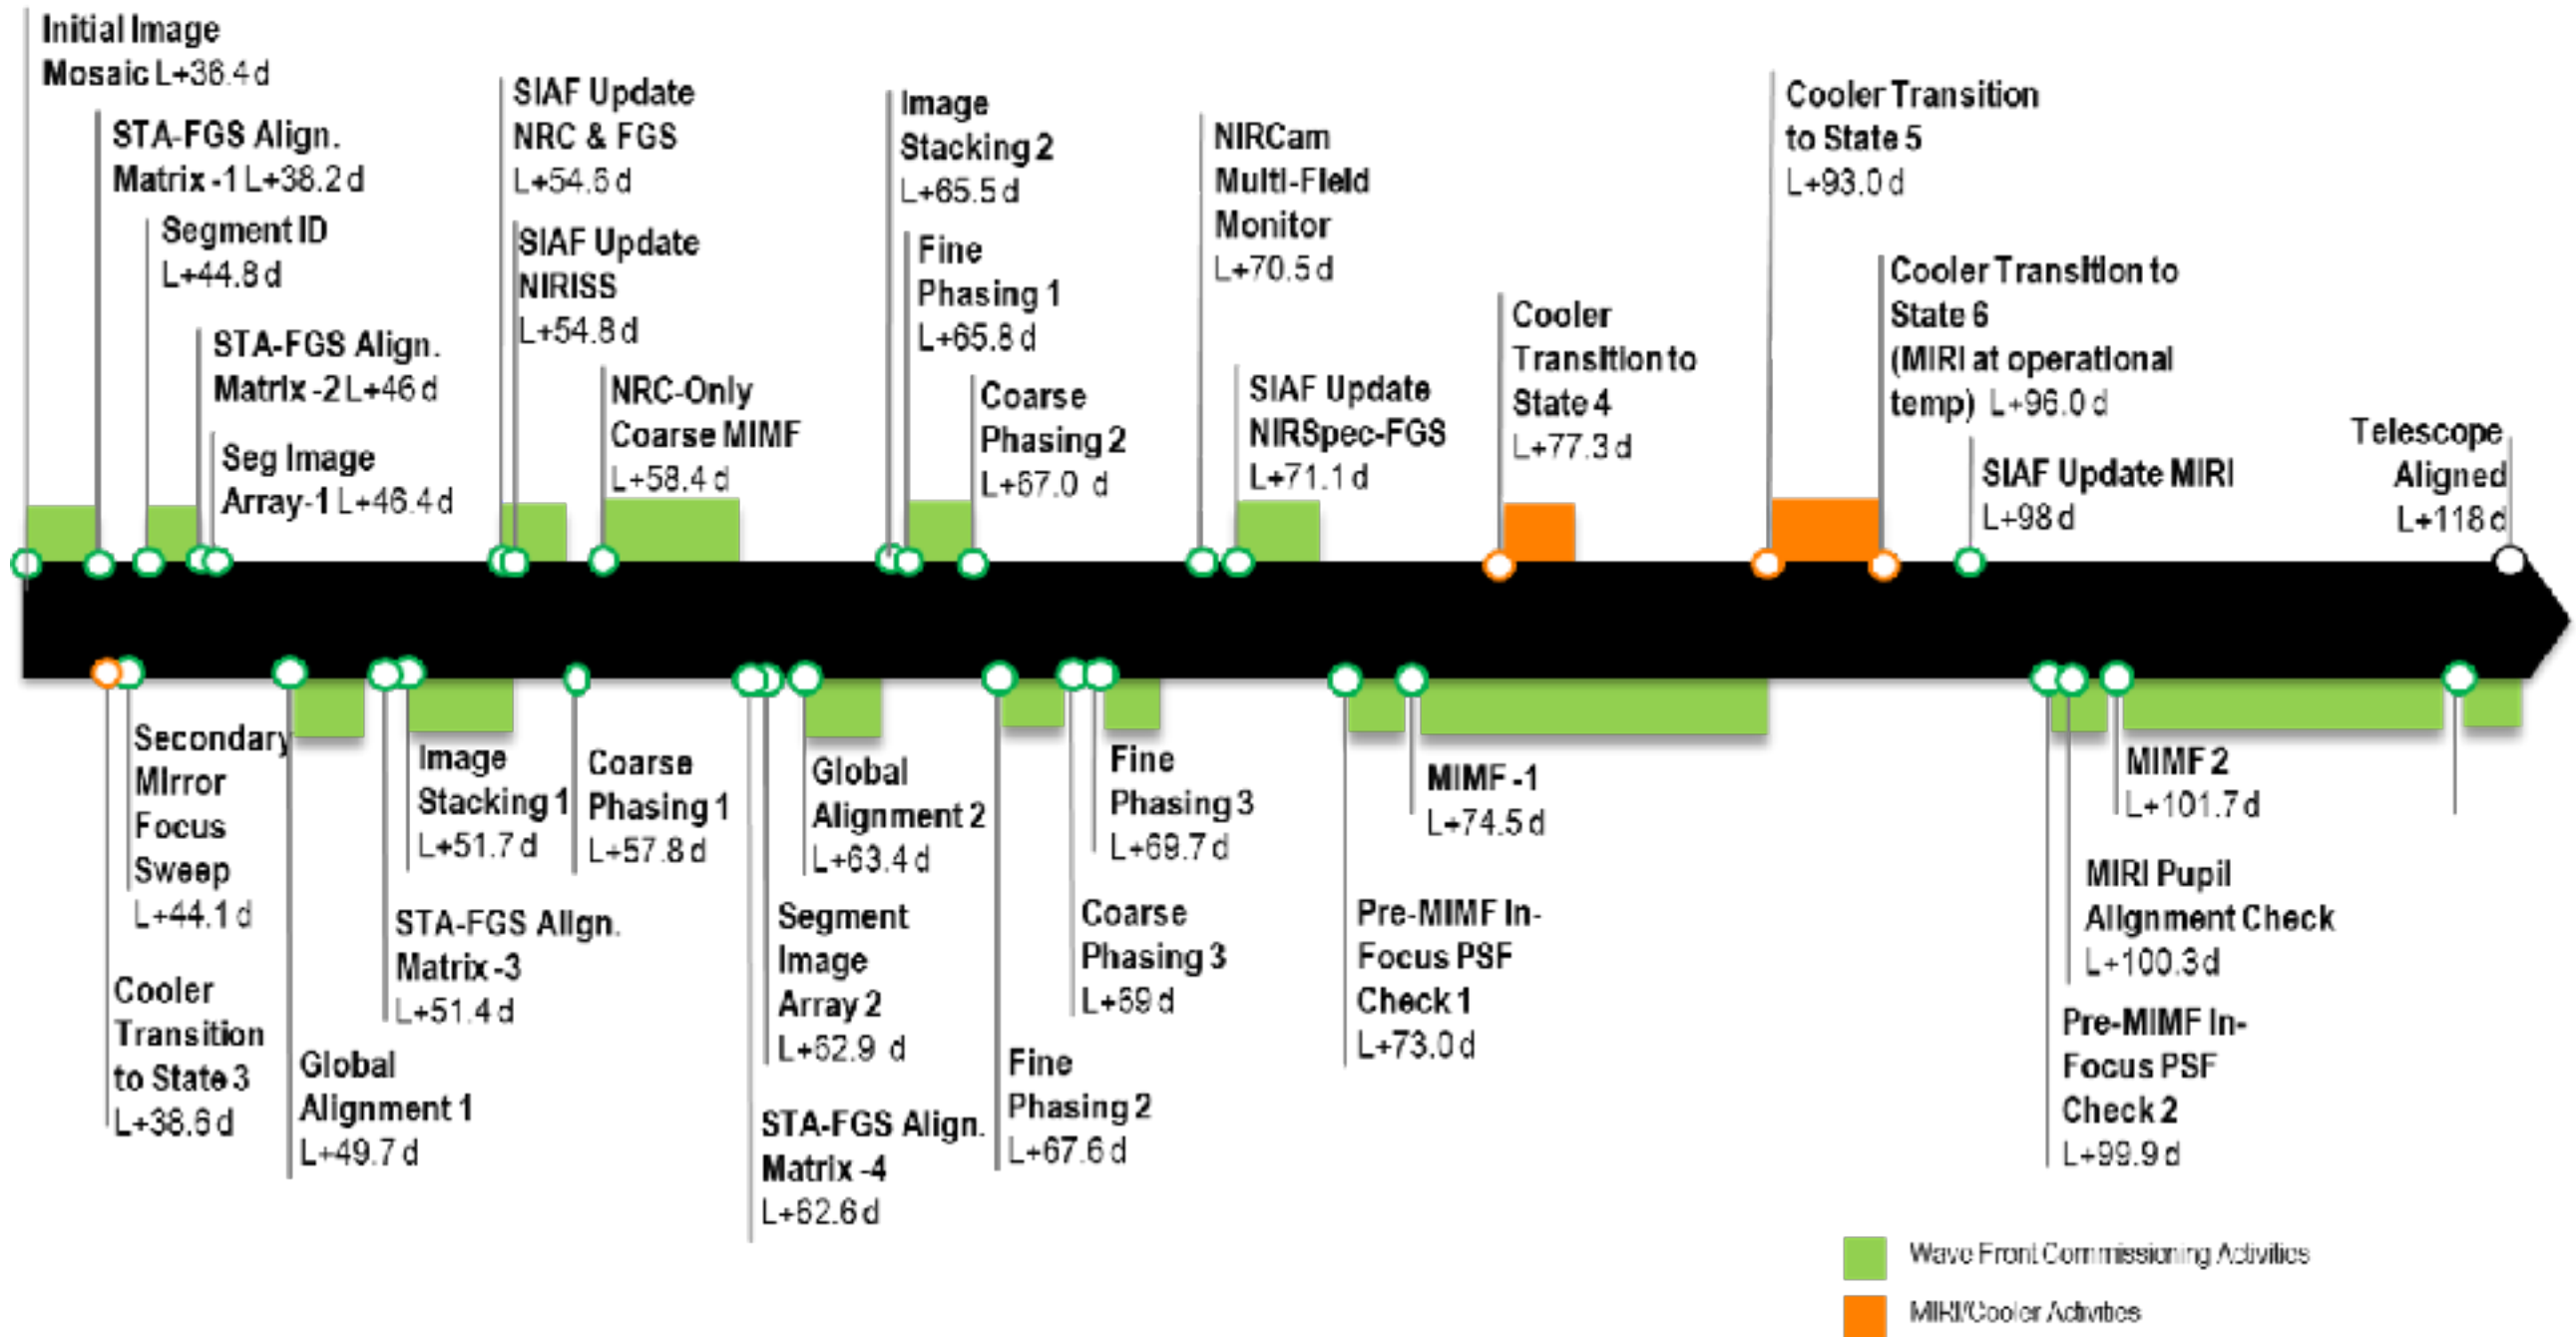 Initial Image
Mosaic L+36.4 d
STA-FGS Align.
Matrix -1 L+38.2 d
Segment ID
L+44.8 d
STA-FGS Align.
Matrix -2 L+46 d
Seg Image
Array-1 L+46.4 d
SIAF Update
NRC & FGS
L+54.6 d
SIAF Update
NIRISS
L+54.8 d
NRC-Only
Coarse MIMF
L+58.4 d
Image
Stacking 2
L+65.5 d
Fine
Phasing 1
L+65.8 d
Coarse
Phasing 2
L+67.0 d
NIRCam
Multi-Field
Monitor
L+70.5 d
SIAF Update
NIRSpec-FGS
L+71.1 d
Cooler
Transition to
State 4
L+77.3 d
Cooler Transition
to State 5
L+93.0 d
Cooler Transition to
State 6
(MIRI at operational
temp) L+96.0 d
SIAF Update MIRI
L+98 d
Telescope
Aligned
L+118 d
Secondary
Mirror
Focus
Sweep
L+44.1 d
Cooler
Transition
to State 3
L+38.6 d
Global
Alignment 1
L+49.7 d
Image
Stacking 1
L+51.7 d
STA-FGS Align.
Matrix -3
L+51.4 d
Coarse
Phasing 1
L+57.8 d
Global
Alignment 2
L+63.4 d
Segment
Image
Array 2
L+62.9 d
STA-FGS Align.
Matrix -4
L+62.6 d
Fine
Phasing 2
L+67.6 d
Fine
Phasing 3
L+69.7 d
Coarse
Phasing 3
L+69 d
MIMF -1
L+74.5 d
Pre-MIMF In-
Focus PSF
Check 1
L+73.0 d
MIMF 2
L+101.7 d
MIRI Pupil
Alignment Check
L+100.3 d
Pre-MIMF In-
Focus PSF
Check 2
L+99.9 d
Wave Front Commissioning Activities
MIRI/Cooler Activities